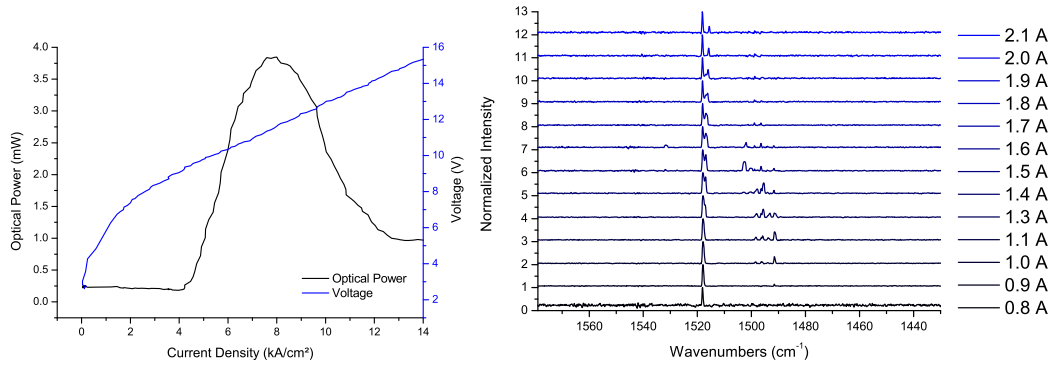 4.0
3.5
3.0
2.5
2.0
1.5
1.0
0.5
0.0
Optical Power (mW)
0 2 4 6 8 10 12 14
Current Density (kA/cm²)
16
14
12
10
8
6
4
2
Voltage (V)
Optical Power
Voltage
13
12
11
10
9
8
7
6
5
4
3
2
1
0
Normalized Intensity
1560 1540 1520 1500 1480 1460 1440
Wavenumbers (cm⁻¹)
2.1 A
2.0 A
1.9 A
1.8 A
1.7 A
1.6 A
1.5 A
1.4 A
1.3 A
1.1 A
1.0 A
0.9 A
0.8 A